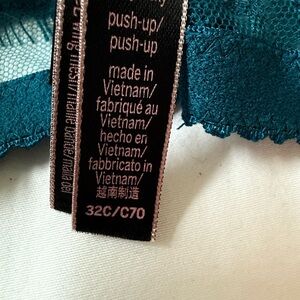 push-up/
push-up
made in
Vietnam/
fabriqué au
Vietnam/
hecho en
Vietnam/
fabbricato in
Vietnam/
越南制造
32C/C70